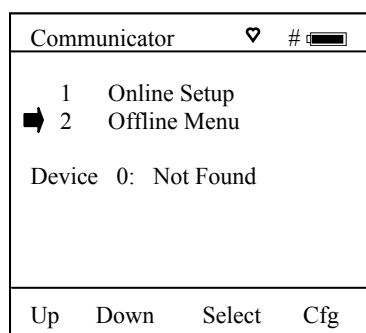 Communicator ♡ #
1 Online Setup
2 Offline Menu
Device 0: Not Found
Up Down Select Cfg